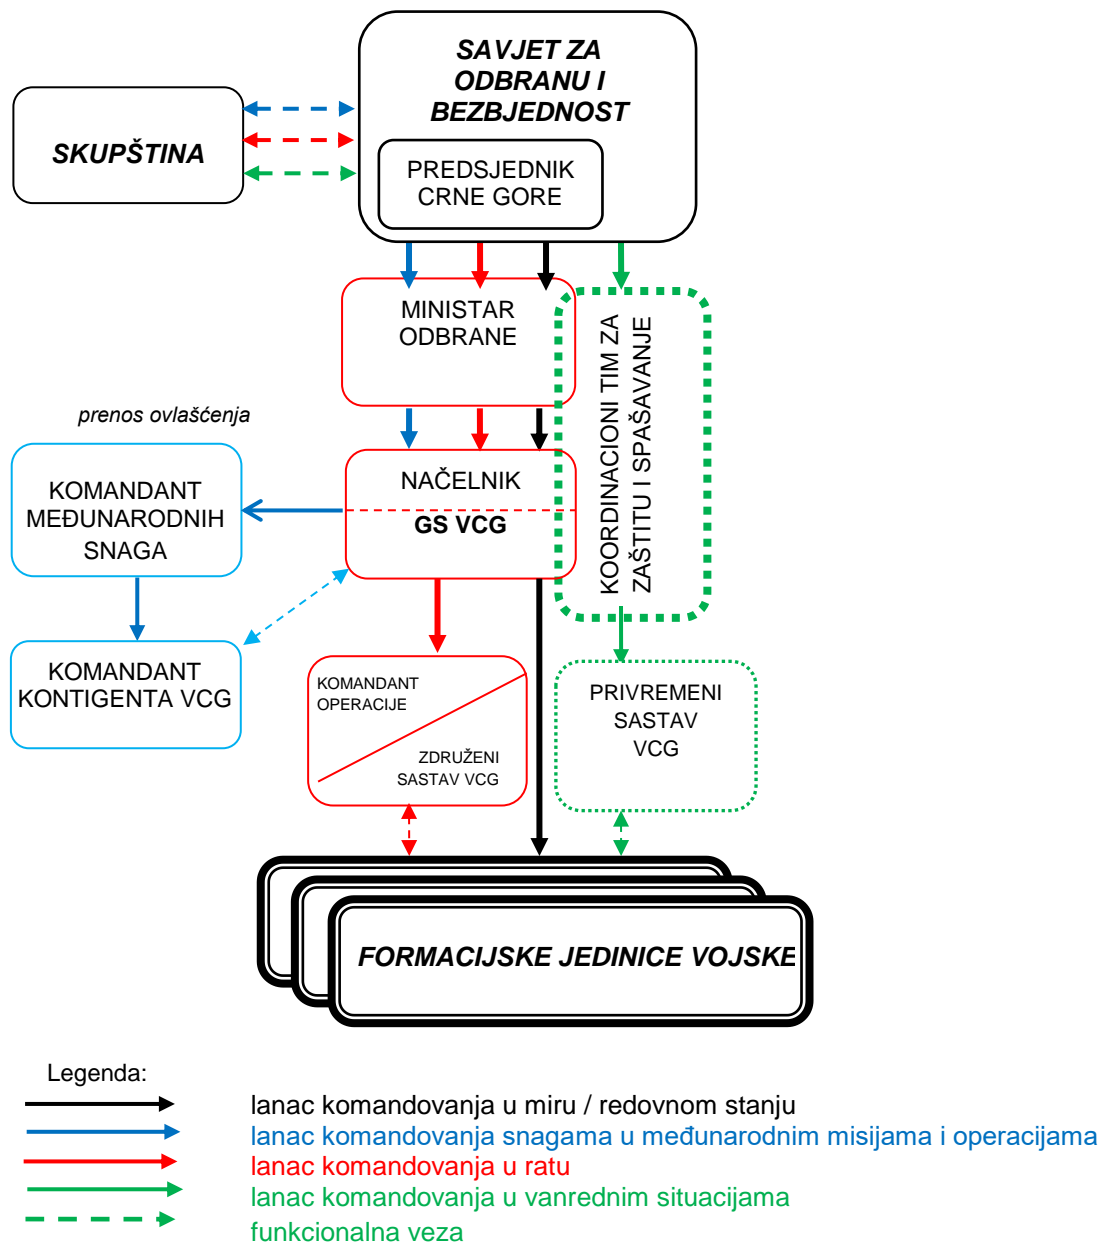 SAVJET ZA
ODBRANU I
BEZBJEDNOST
SKUPŠTINA
PREDSJEDNIK
CRNE GORE
MINISTAR
ODBRANE
KOORDINACIONI TIM ZA
ZAŠTITU I SPAŠAVANJE
prenos ovlašćenja
KOMANDANT
MEĐUNARODNIH
SNAGA
NAČELNIK
GS VCG
KOMANDANT
KONTIGENTA VCG
KOMANDANT
OPERACIJE
ZDRUŽENI
SASTAV VCG
PRIVREMENI
SASTAV
VCG
FORMACIJSKE JEDINICE VOJSKE
Legenda:
lanac komandovanja u miru / redovnom stanju
lanac komandovanja snagama u međunarodnim misijama i operacijama
lanac komandovanja u ratu
lanac komandovanja u vanrednim situacijama
funkcionalna veza